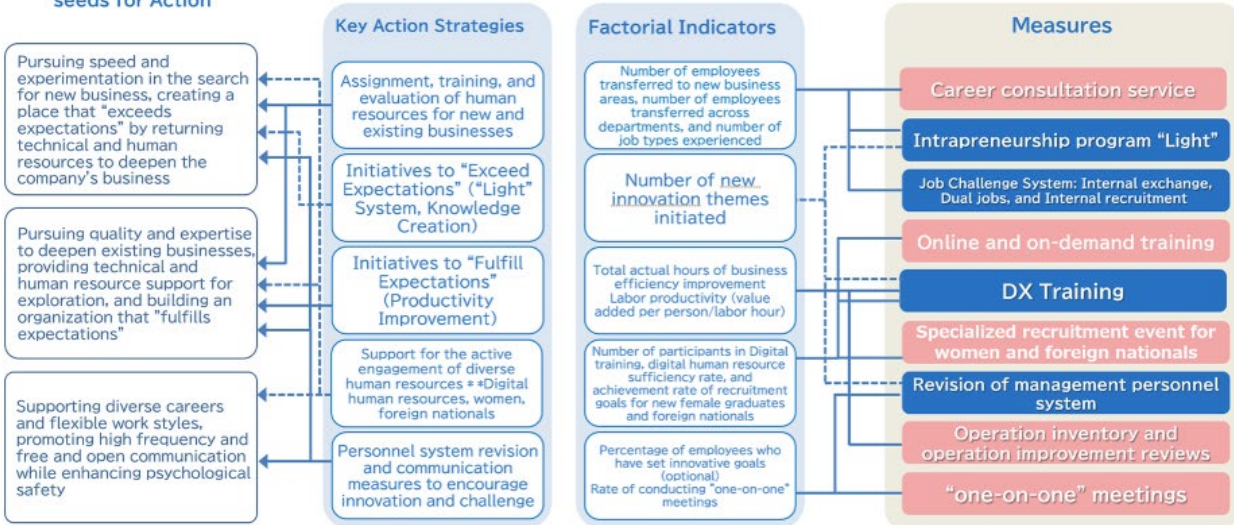 seeds for Action
Pursuing speed and
experimentation in the search
for new business, creating a
place that "exceeds
expectations" by returning
technical and human
resources to deepen the
company's business
Pursuing quality and expertise
to deepen existing businesses,
providing technical and
human resource support for
exploration, and building an
organization that "fulfills
expectations"
Supporting diverse careers
and flexible work styles,
promoting high frequency and
free and open communication
while enhancing psychological
safety
Key Action Strategies
Assignment, training, and
evaluation of human
resources for new and
existing businesses
Initiatives to "Exceed
Expectations" ("Light"
System, Knowledge
Creation)
Initiatives to "Fulfill
Expectations"
(Productivity
Improvement)
Support for the active
engagement of diverse
human resources * *Digital
human resources, women,
foreign nationals
Personnel system revision
and communication
measures to encourage
innovation and challenge
Factorial Indicators
Number of employees
transferred to new business
areas, number of employees
transferred across
departments, and number of
job types experienced
Number of new
innovation themes
initiated
Total actual hours of business
efficiency improvement
Labor productivity (value
added per person/labor hour)
Number of participants in Digital
training, digital human resource
sufficiency rate, and
achievement rate of recruitment
goals for new female graduates
and foreign nationals
Percentage of employees who
have set innovative goals
(optional)
Rate of conducting "one-on-one"
meetings
Measures
Career consultation service
Intrapreneurship program "Light"
Job Challenge System: Internal exchange,
Dual jobs, and Internal recruitment
Online and on-demand training
DX Training
Specialized recruitment event for
women and foreign nationals
Revision of management personnel
system
Operation inventory and
operation improvement reviews
"one-on-one" meetings